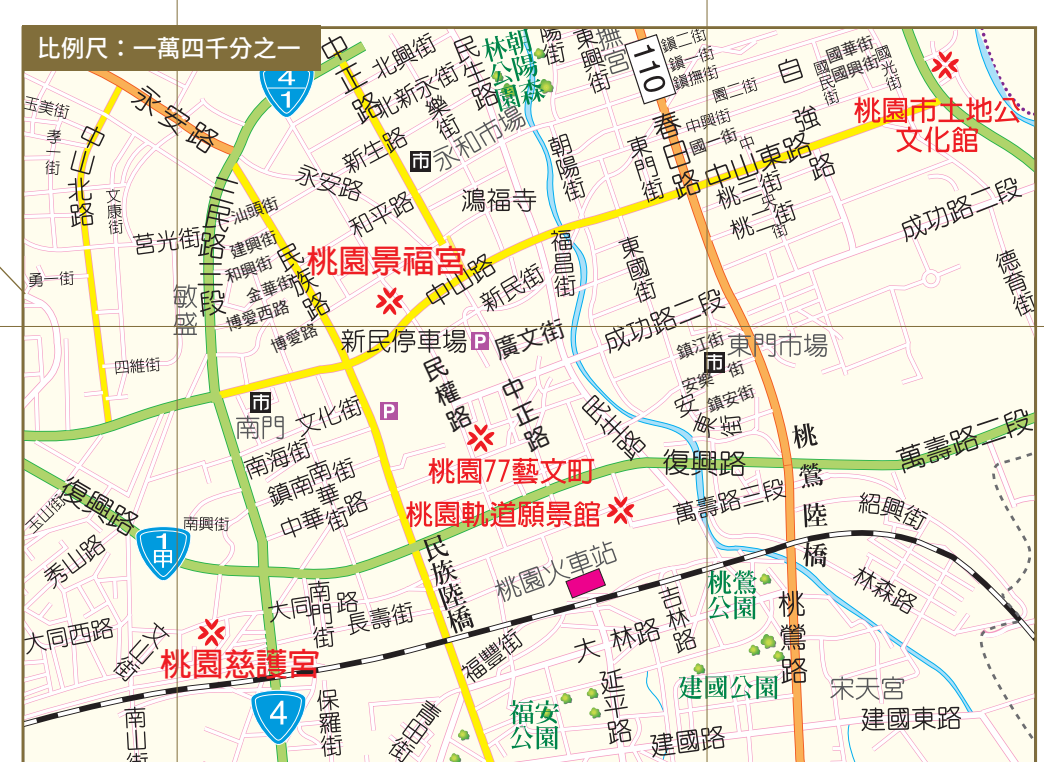 比例尺：一萬四千分之一
4
1
中正路
北興街
北新永街
民生路
樂街
朝陽森林公園
東興街
撫宮
110
鎮二街
鎮一街
鎮撫街
園二街
自強路
國華街
國興街
國民街
國光街
桃園市土地公
文化館
玉美街
孝一街
中山北路
永安路
新生路
市
永和市場
朝陽街
春日路
中興街
國一街
東門街
中山東路
桃三街
桃二街
中央街
成功路二段
文康街
汕頭街
永安路
和平路
鴻福寺
莒光街
三民路三段
建興街
和興街
金華街
博愛西路
博愛路
民族路
桃園景福宮
中山路
新民街
福昌街
東國街
德育街
勇一街
敏盛
四維街
新民停車場
P
廣文街
成功路二段
鎮江街
市
東門市場
安樂街
鎮安街
安東街
民權路
中正路
民生路
P
市
南門
文化街
南海街
鎮南街
南華街
中華路
桃園77藝文町
桃園軌道願景館
復興路
萬壽路二段
萬壽路三段
紹興街
桃鶯陸橋
玉山街
復興路
南興街
1
甲
秀山路
民族陸橋
桃園火車站
桃鶯
公園
林森路
大同路
南門街
長壽街
大同西路
文山街
桃園慈護宮
福豐街
大林路
吉林路
桃鶯路
4
保羅街
南山街
青田街
福安
公園
延平路
建國公園
建國路
宋天宮
建國東路